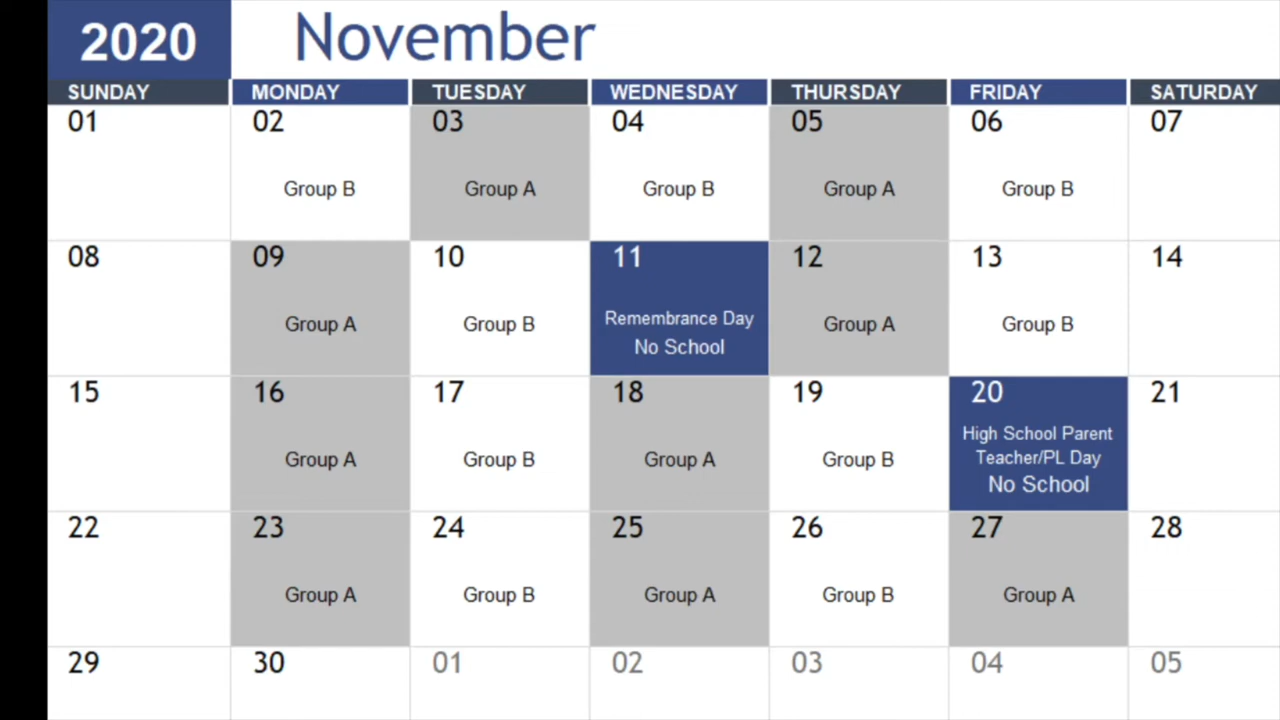 2020 November
SUNDAY MONDAY TUESDAY WEDNESDAY THURSDAY FRIDAY SATURDAY
01 02 03 04 05 06 07
Group B Group A Group B Group A Group B
08 09 10 11 12 13 14
Group A Group B Remembrance Day Group A Group B
No School
15 16 17 18 19 20 21
High School Parent
Teacher/PL Day
Group A Group B Group A Group B No School
22 23 24 25 26 27 28
Group A Group B Group A Group B Group A
29 30 01 02 03 04 05